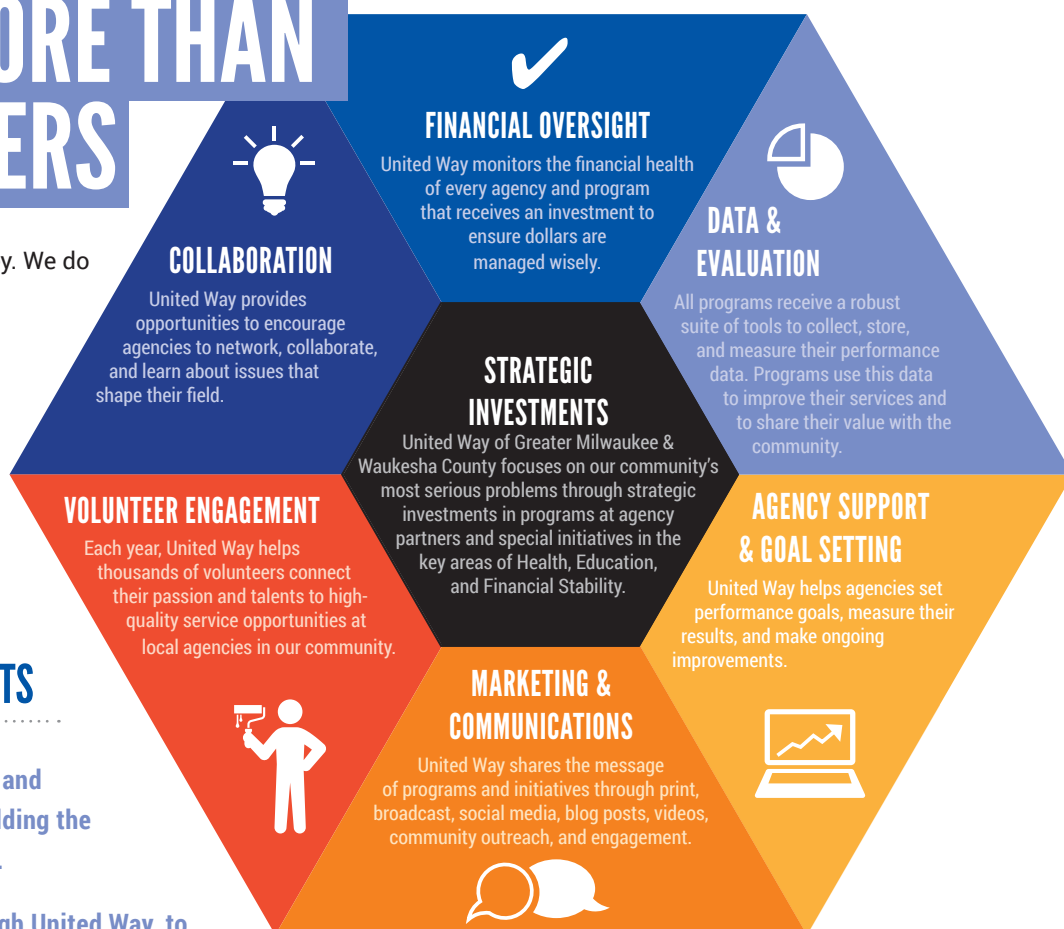 ORE THAN
ERS
y. We do
FINANCIAL OVERSIGHT
United Way monitors the financial health
of every agency and program
that receives an investment to
ensure dollars are
managed wisely.
COLLABORATION
United Way provides
opportunities to encourage
agencies to network, collaborate,
and learn about issues that
shape their field.
DATA &
EVALUATION
All programs receive a robust
suite of tools to collect, store,
and measure their performance
data. Programs use this data
to improve their services and
to share their value with the
community.
STRATEGIC
INVESTMENTS
United Way of Greater Milwaukee &
Waukesha County focuses on our community's
most serious problems through strategic
investments in programs at agency
partners and special initiatives in the
key areas of Health, Education,
and Financial Stability.
VOLUNTEER ENGAGEMENT
Each year, United Way helps
thousands of volunteers connect
their passion and talents to high-
quality service opportunities at
local agencies in our community.
AGENCY SUPPORT
& GOAL SETTING
United Way helps agencies set
performance goals, measure their
results, and make ongoing
improvements.
MARKETING &
COMMUNICATIONS
United Way shares the message
of programs and initiatives through print,
broadcast, social media, blog posts, videos,
community outreach, and engagement.
TS
and
lding the
.
gh United Way, to